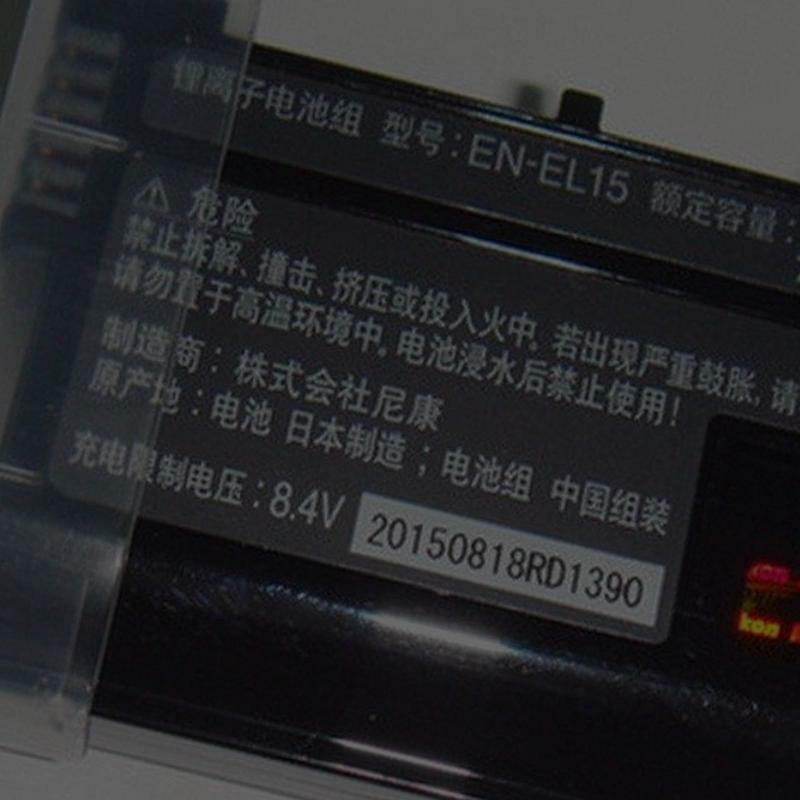 锂离子电池组 型号：EN-EL15 额定容量：
⚠ 危险
禁止拆解、撞击、挤压或投入火中。若出现严重鼓胀，请
请勿置于高温环境中。电池浸水后禁止使用！
制造商：株式会社尼康
原产地：电池 日本制造；电池组 中国组装
充电限制电压：8.4V 20150818RD1390
kon